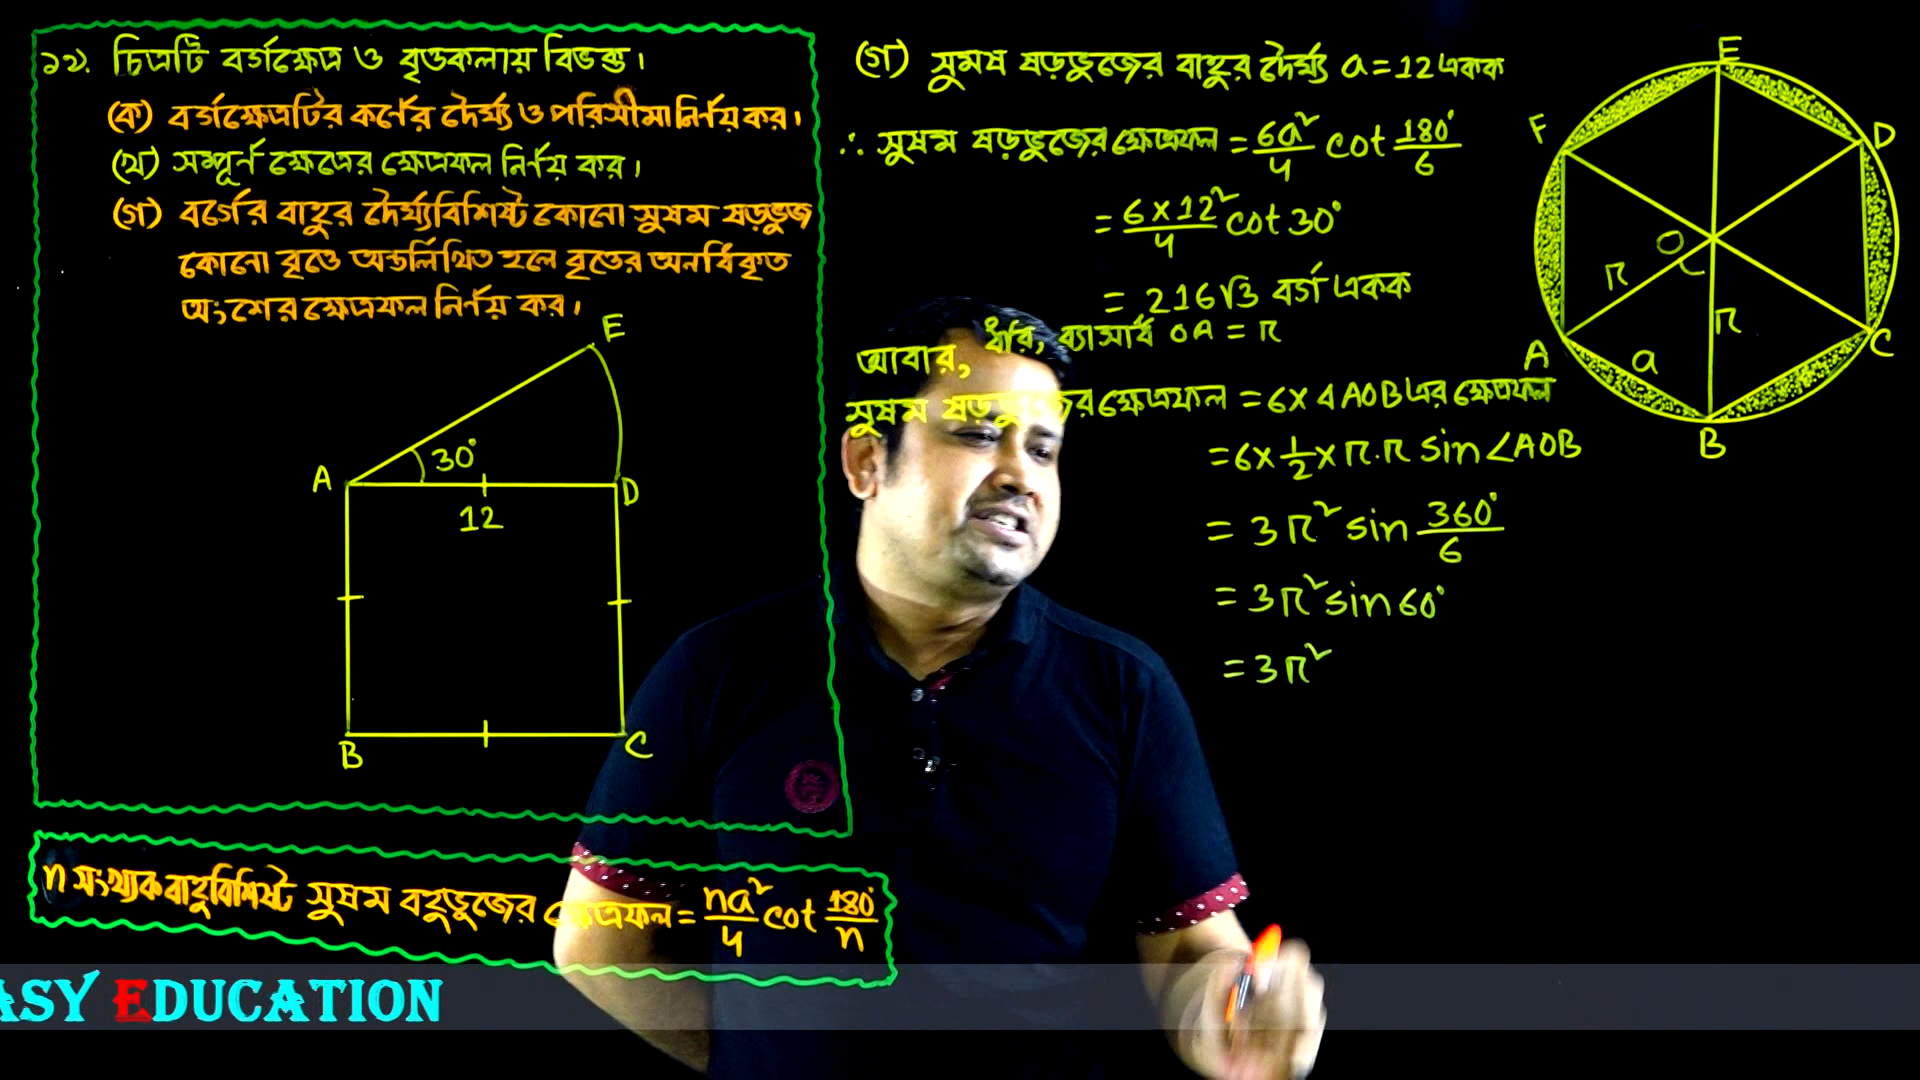 ১২. চিত্রটি বর্গক্ষেত্র ও বৃত্তকলায় বিভক্ত।
(ক) বর্গক্ষেত্রটির কর্ণের দৈর্ঘ্য ও পরিসীমা নির্ণয় কর।
(খ) সম্পূর্ণ ক্ষেত্রের ক্ষেত্রফল নির্ণয় কর।
(গ) বর্গের বাহুর দৈর্ঘ্যবিশিষ্ট কোনো সুষম ষড়ভুজ
কোনো বৃত্তে অন্তর্লিখিত হলে বৃত্তের অনধিকৃত
অংশের ক্ষেত্রফল নির্ণয় কর।
E
30°
A
D
12
B
C
n সংখ্যক বাহুবিশিষ্ট সুষম বহুভুজের ক্ষেত্রফল = na²/4 cot 180°/n
(গ) সুষম ষড়ভুজের বাহুর দৈর্ঘ্য a = 12 একক
∴ সুষম ষড়ভুজের ক্ষেত্রফল = 6a²/4 cot 180°/6
= 6×12²/4 cot 30°
= 216√3 বর্গ একক
আবার, ধরি, ব্যাসার্ধ OA = r
সুষম ষড়ভুজের ক্ষেত্রফল = 6 × ΔAOB এর ক্ষেত্রফল
= 6 × 1/2 × r.r sin ∠AOB
= 3r² sin 360°/6
= 3r² sin 60°
= 3r²
E
F
D
O
r
r
A
a
C
B
ASY EDUCATION